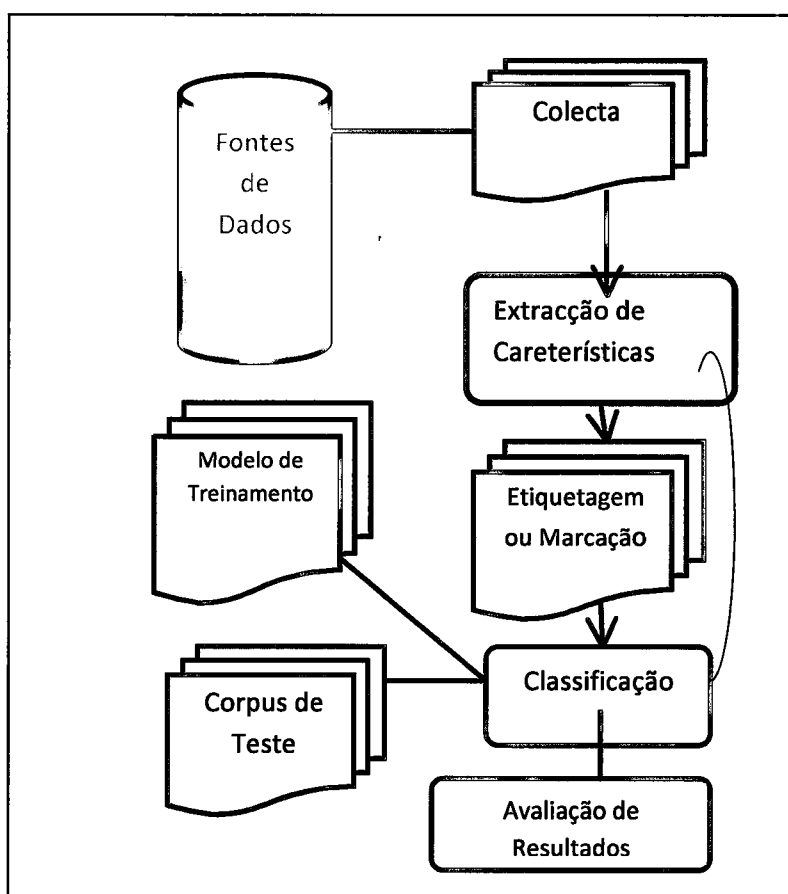 Fontes
de
Dados
Colecta
Extracção de
Careterísticas
Modelo de
Treinamento
Etiquetagem
ou Marcação
Corpus de
Teste
Classificação
Avaliação de
Resultados